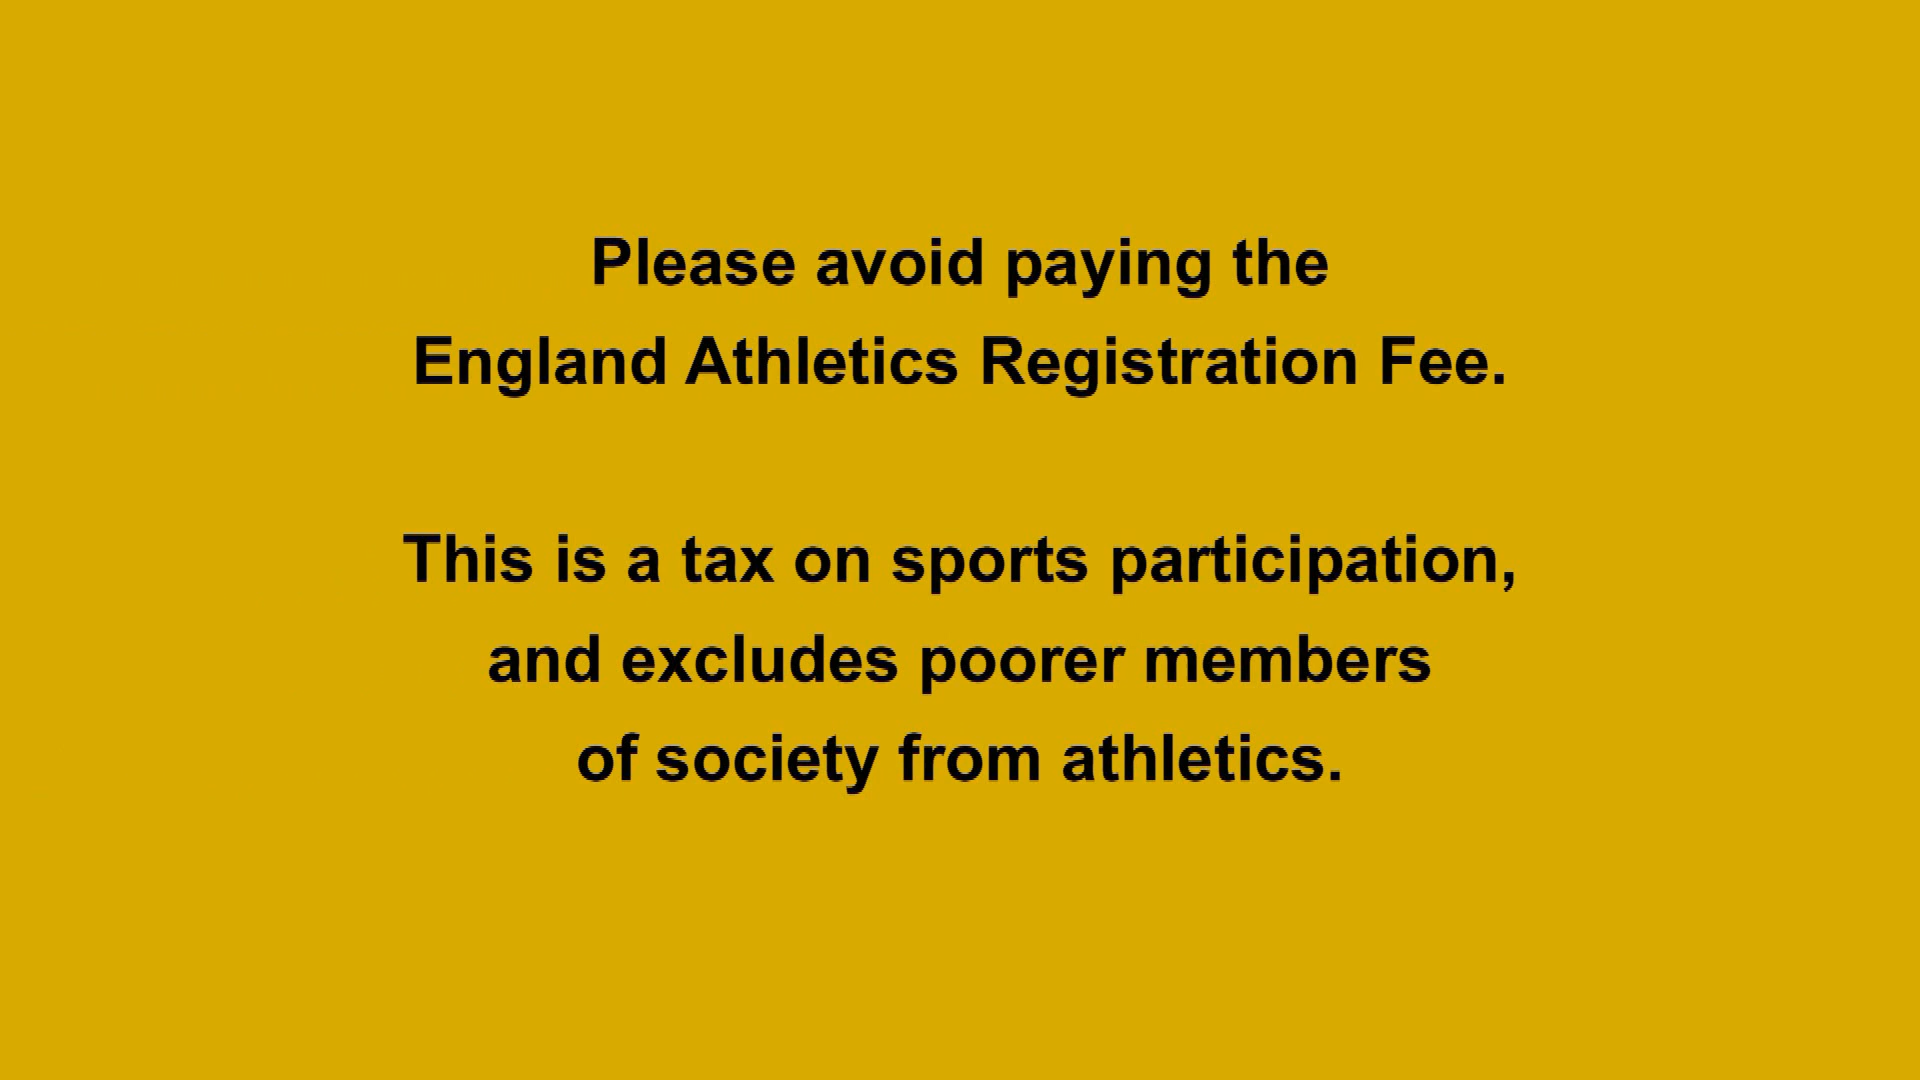 Please avoid paying the
England Athletics Registration Fee.
This is a tax on sports participation,
and excludes poorer members
of society from athletics.